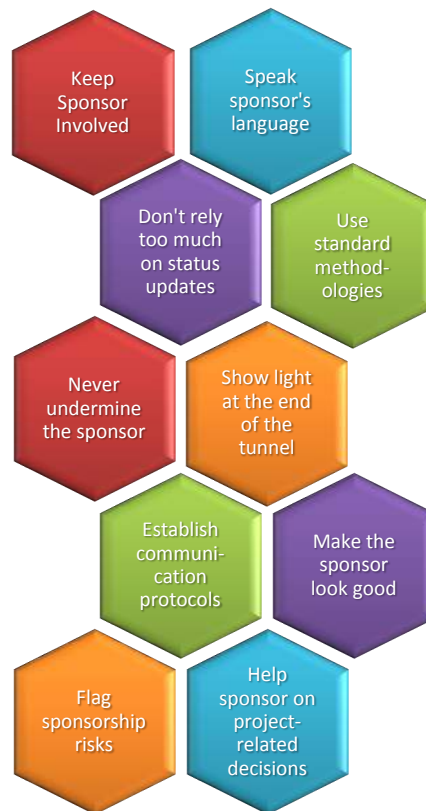 Keep
Sponsor
Involved
Speak
sponsor's
language
Don't rely
too much
on status
updates
Use
standard
method-
ologies
Never
undermine
the sponsor
Show light
at the end
of the
tunnel
Establish
communi-
cation
protocols
Make the
sponsor
look good
Flag
sponsorship
risks
Help
sponsor on
project-
related
decisions